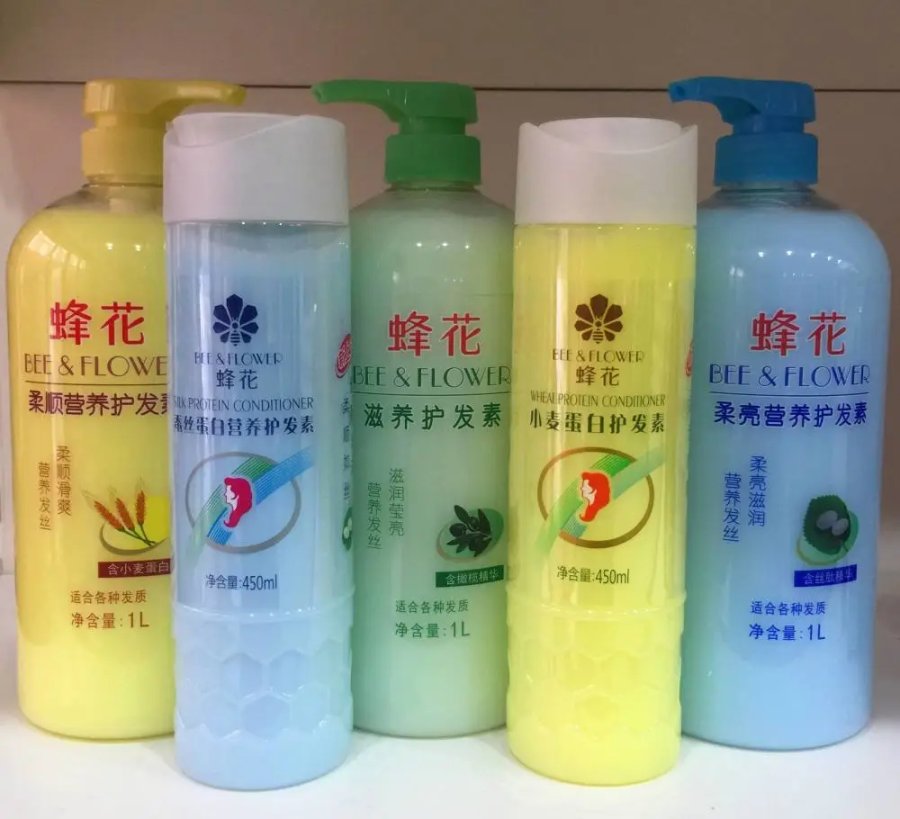 蜂花
BEE & FLOWER
柔顺营养护发素
柔顺滑爽
营养发丝
含小麦蛋白
适合各种发质
净含量:1L
BEE & FLOWER
蜂花
SILK PROTEIN CONDITIONER
蚕丝蛋白营养护发素
净含量:450ml
蜂花
BEE & FLOWER
滋养护发素
滋润莹亮
营养发丝
含橄榄精华
适合各种发质
净含量:1L
BEE & FLOWER
蜂花
WHEAT PROTEIN CONDITIONER
小麦蛋白护发素
净含量:450ml
蜂花
BEE & FLOWER
柔亮营养护发素
柔亮滋润
营养发丝
含丝肽精华
适合各种发质
净含量:1L